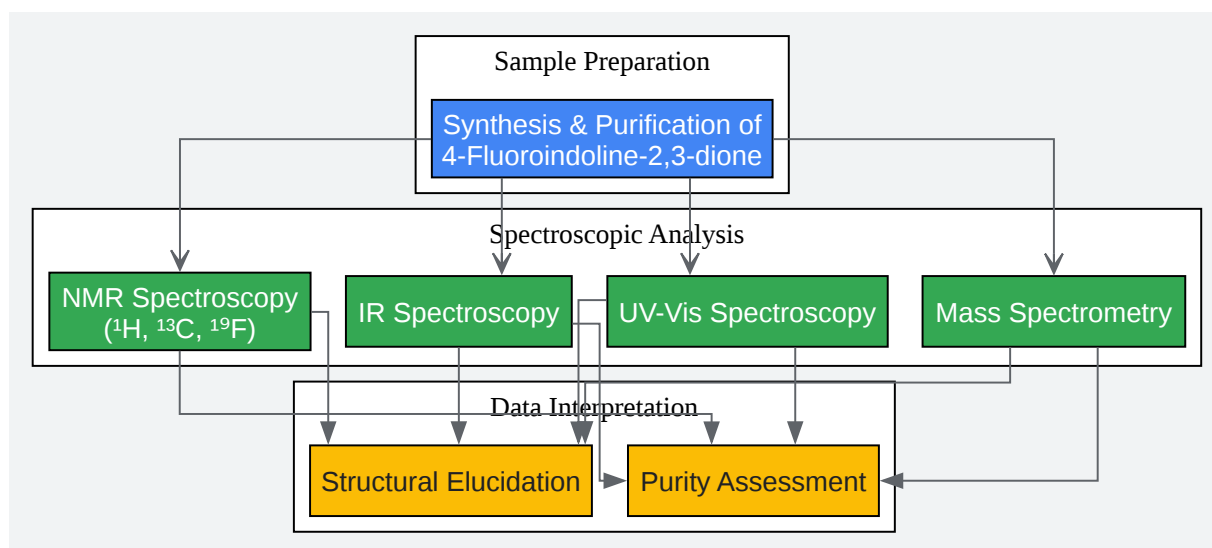 Sample Preparation
Synthesis & Purification of
4-Fluoroindoline-2,3-dione
Spectroscopic Analysis
NMR Spectroscopy
(¹H, ¹³C, ¹⁹F)
IR Spectroscopy
UV-Vis Spectroscopy
Mass Spectrometry
Data Interpretation
Structural Elucidation
Purity Assessment